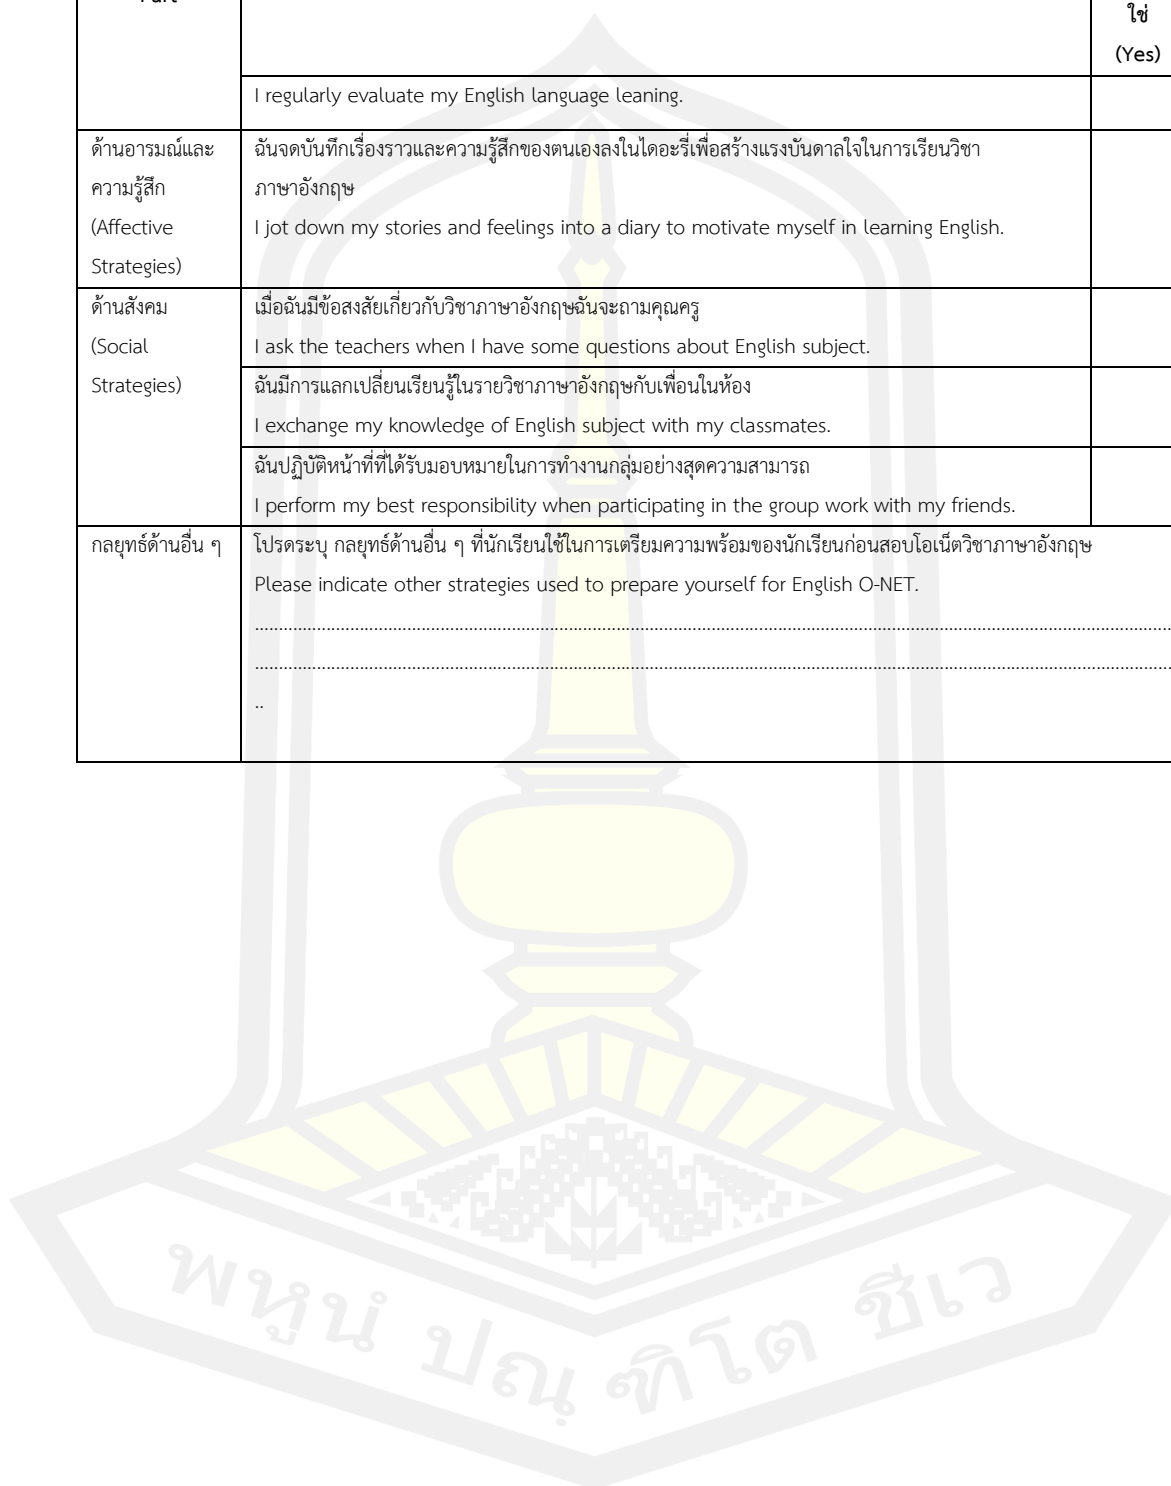 ใช่
(Yes)
I regularly evaluate my English language leaning.
ด้านอารมณ์และ
ความรู้สึก
(Affective
Strategies)
ฉันจดบันทึกเรื่องราวและความรู้สึกของตนเองลงในไดอะรี่เพื่อสร้างแรงบันดาลใจในการเรียนวิชา
ภาษาอังกฤษ
I jot down my stories and feelings into a diary to motivate myself in learning English.
ด้านสังคม
(Social
Strategies)
เมื่อฉันมีข้อสงสัยเกี่ยวกับวิชาภาษาอังกฤษฉันจะถามคุณครู
I ask the teachers when I have some questions about English subject.
ฉันมีการแลกเปลี่ยนเรียนรู้ในรายวิชาภาษาอังกฤษกับเพื่อนในห้อง
I exchange my knowledge of English subject with my classmates.
ฉันปฏิบัติหน้าที่ที่ได้รับมอบหมายในการทำงานกลุ่มอย่างสุดความสามารถ
I perform my best responsibility when participating in the group work with my friends.
กลยุทธ์ด้านอื่น ๆ
โปรดระบุ กลยุทธ์ด้านอื่น ๆ ที่นักเรียนใช้ในการเตรียมความพร้อมของนักเรียนก่อนสอบโอเน็ตวิชาภาษาอังกฤษ
Please indicate other strategies used to prepare yourself for English O-NET.
พหูนํ ปณฺฑิโต ชีเว